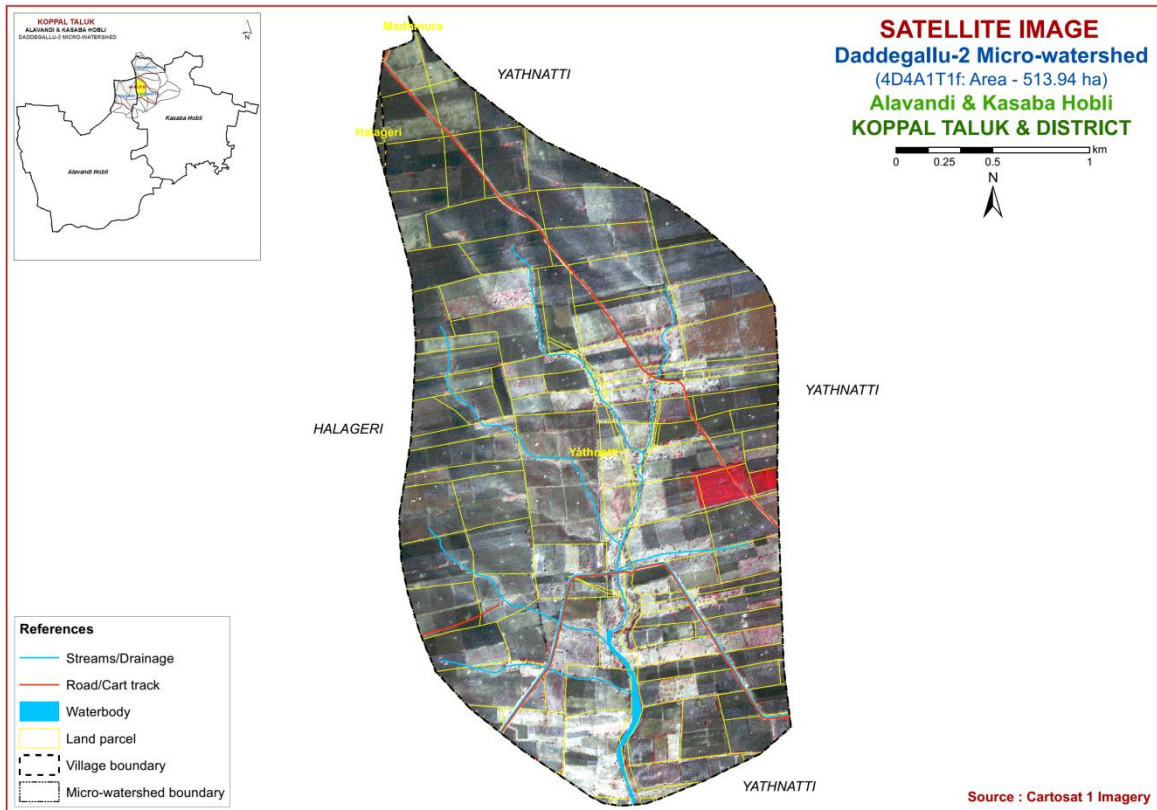 KOPPAL TALUK
ALAVANDI & KASABA HOBLI
DADDEGALLU-2 MICRO-WATERSHED
N
Kasaba Hobli
Alavandi Hobli
SATELLITE IMAGE
Daddegallu-2 Micro-watershed
(4D4A1T1f: Area - 513.94 ha)
Alavandi & Kasaba Hobli
KOPPAL TALUK & DISTRICT
km
0 0.25 0.5 1
N
YATHNATTI
Halageri
YATHNATTI
HALAGERI
Yathnatti
YATHNATTI
References
Streams/Drainage
Road/Cart track
Waterbody
Land parcel
Village boundary
Micro-watershed boundary
Source : Cartosat 1 Imagery